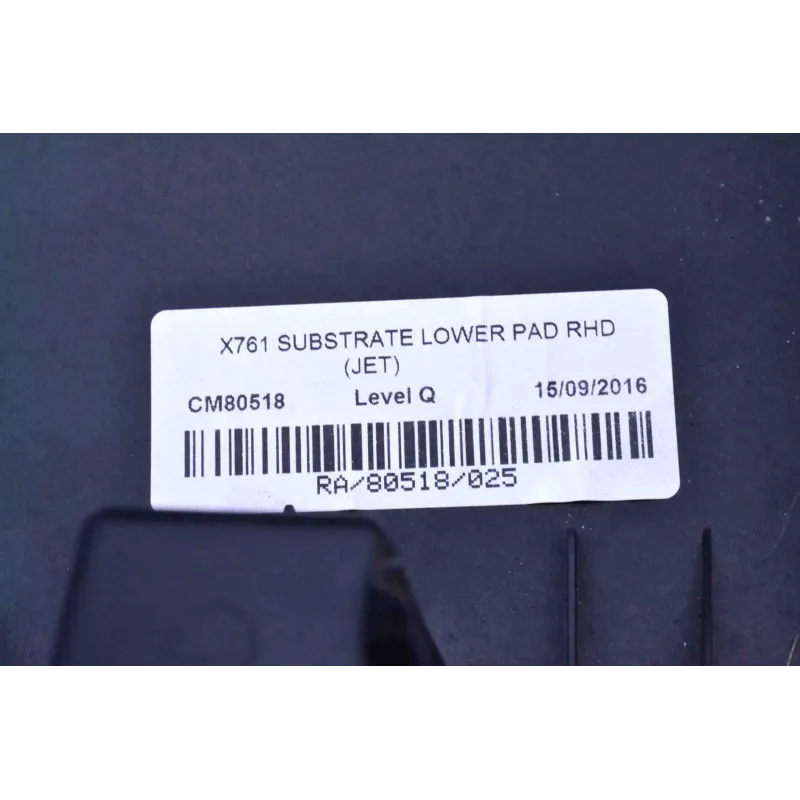 X761 SUBSTRATE LOWER PAD RHD
(JET)
CM80518 Level Q 15/09/2016
RA/80518/025